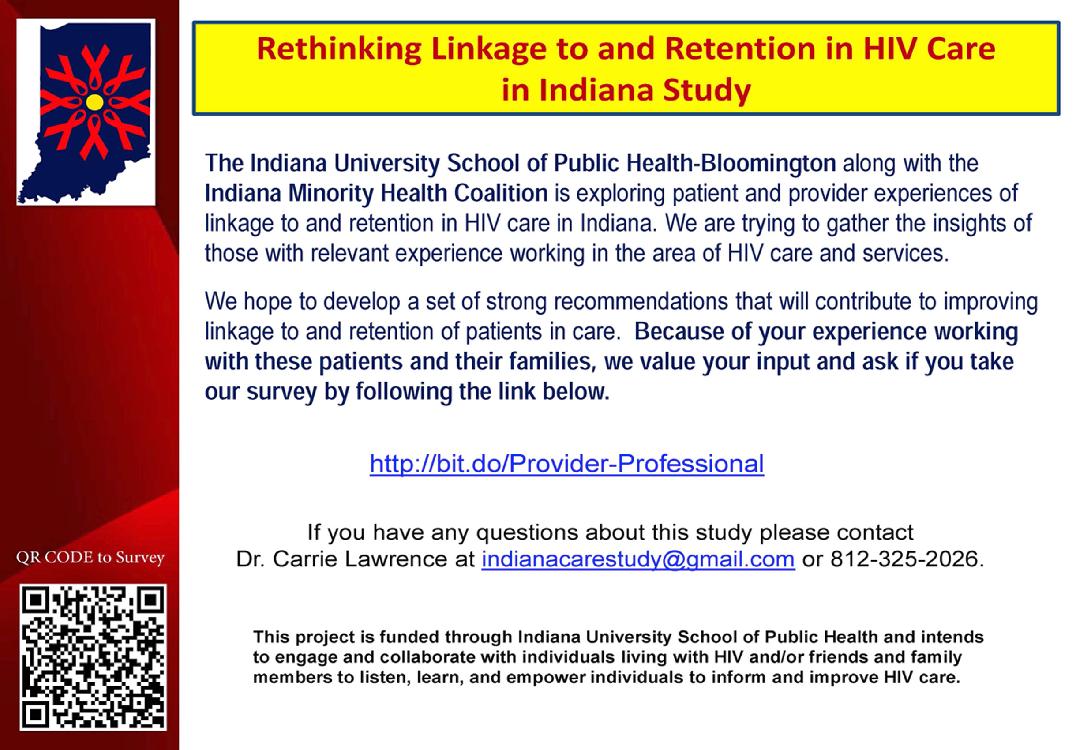 Rethinking Linkage to and Retention in HIV Care
in Indiana Study
The Indiana University School of Public Health-Bloomington along with the
Indiana Minority Health Coalition is exploring patient and provider experiences of
linkage to and retention in HIV care in Indiana. We are trying to gather the insights of
those with relevant experience working in the area of HIV care and services.
We hope to develop a set of strong recommendations that will contribute to improving
linkage to and retention of patients in care. Because of your experience working
with these patients and their families, we value your input and ask if you take
our survey by following the link below.
http://bit.do/Provider-Professional
If you have any questions about this study please contact
Dr. Carrie Lawrence at indianacarestudy@gmail.com or 812-325-2026.
QR CODE to Survey
This project is funded through Indiana University School of Public Health and intends
to engage and collaborate with individuals living with HIV and/or friends and family
members to listen, learn, and empower individuals to inform and improve HIV care.